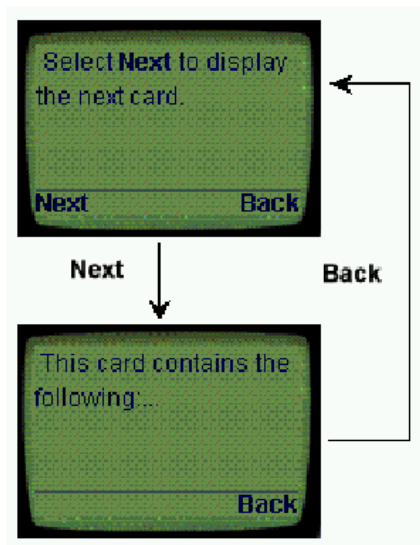 Select Next to display
the next card.
Next Back
Next
Back
This card contains the
following:...
Back